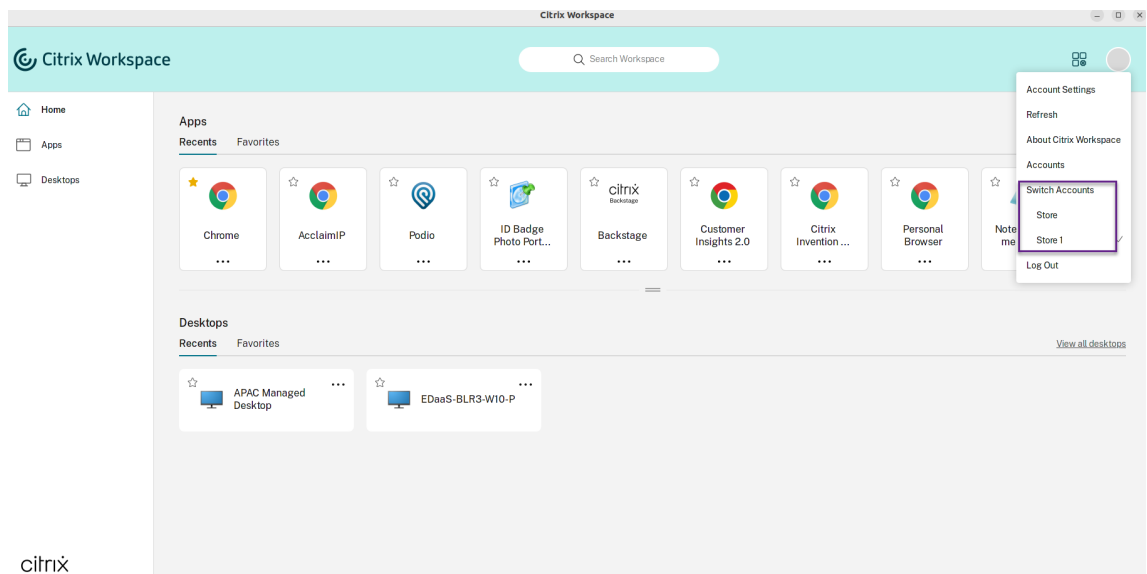 Citrix Workspace
Citrix Workspace
Search Workspace
Home
Apps
Desktops
Apps
Recents Favorites
Chrome
AcclaimIP
Podio
ID Badge
Photo Port...
citrix
Backstage
Backstage
Customer
Insights 2.0
Citrix
Invention ...
Personal
Browser
Note
me
Account Settings
Refresh
About Citrix Workspace
Accounts
Switch Accounts
Store
Store 1
Log Out
Desktops
Recents Favorites
View all desktops
APAC Managed
Desktop
EDaaS-BLR3-W10-P
citrix